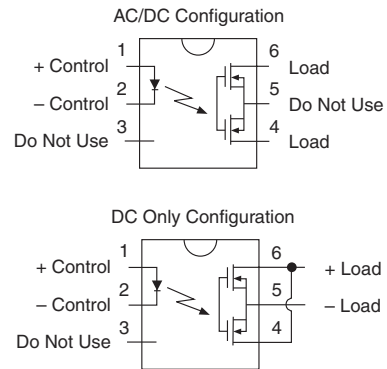 AC/DC Configuration
1 6
+ Control Load
2 5
– Control Do Not Use
3 4
Do Not Use Load
DC Only Configuration
1 6
+ Control + Load
2 5
– Control – Load
3 4
Do Not Use